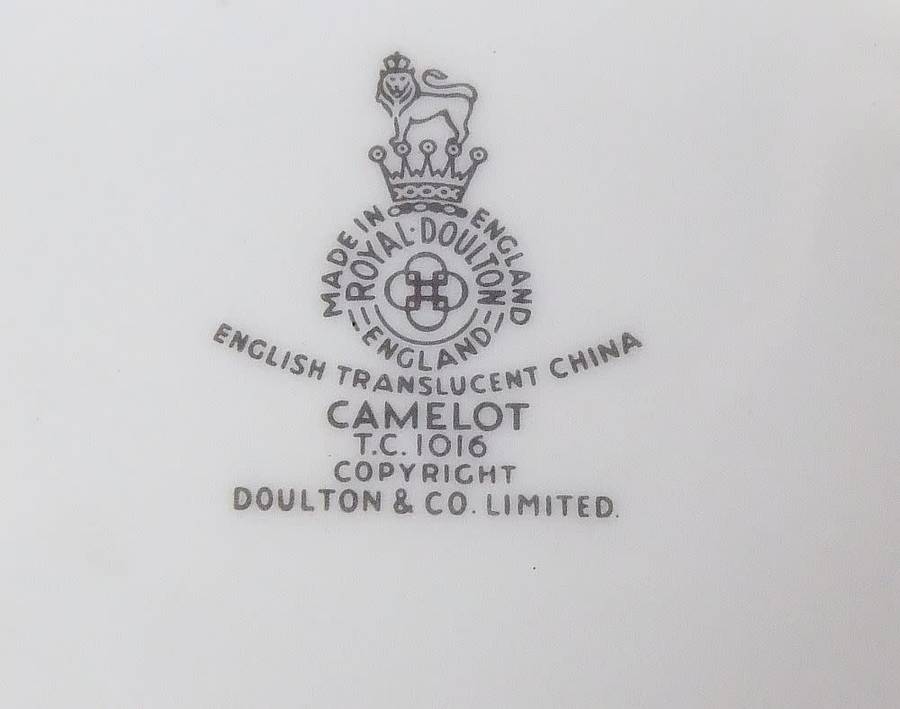 MADE IN ENGLAND
ROYAL·DOULTON
ENGLAND
ENGLISH TRANSLUCENT CHINA
CAMELOT
T.C. 1016
COPYRIGHT
DOULTON & CO. LIMITED.